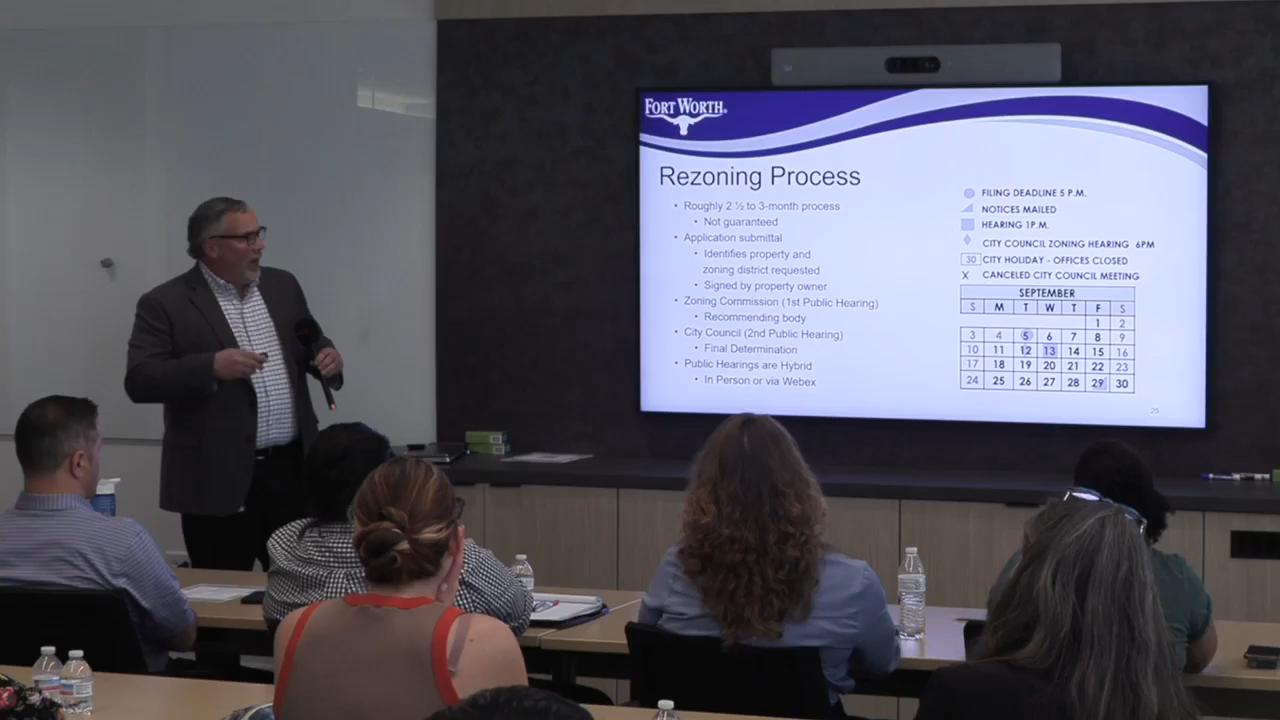 FORT WORTH®
Rezoning Process
• Roughly 2 ½ to 3-month process
• Not guaranteed
• Application submittal
• Identifies property and
zoning district requested
• Signed by property owner
• Zoning Commission (1st Public Hearing)
• Recommending body
• City Council (2nd Public Hearing)
• Final Determination
• Public Hearings are Hybrid
• In Person or via Webex
FILING DEADLINE 5 P.M.
NOTICES MAILED
HEARING 1P.M.
CITY COUNCIL ZONING HEARING 6PM
30 CITY HOLIDAY - OFFICES CLOSED
X CANCELED CITY COUNCIL MEETING
SEPTEMBER
S M T W T F S
1 2
3 4 5 6 7 8 9
10 11 12 13 14 15 16
17 18 19 20 21 22 23
24 25 26 27 28 29 30
25